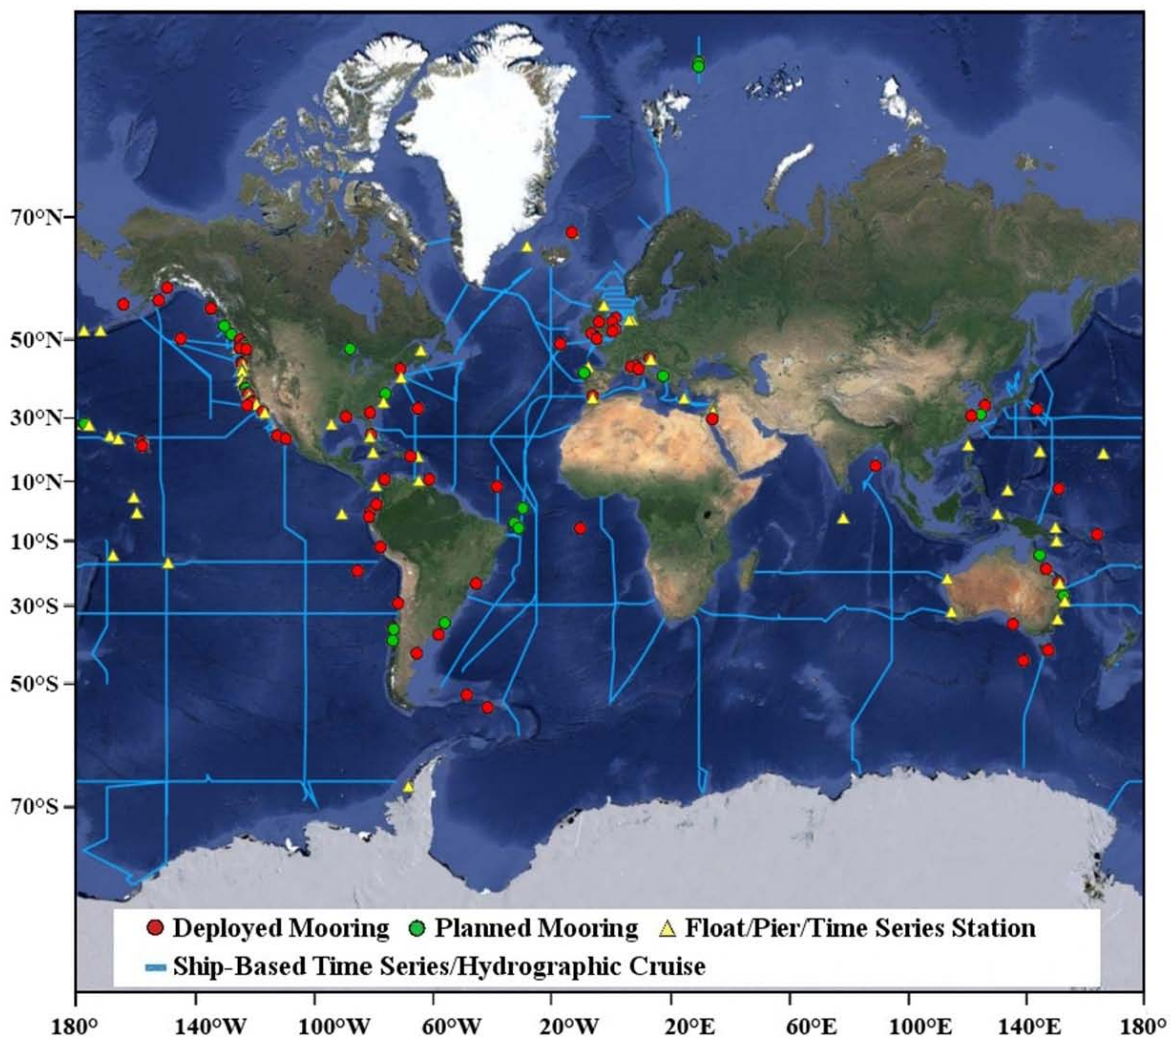 70°N
50°N
30°N
10°N
10°S
30°S
50°S
70°S
Deployed Mooring Planned Mooring Float/Pier/Time Series Station
Ship-Based Time Series/Hydrographic Cruise
180° 140°W 100°W 60°W 20°W 20°E 60°E 100°E 140°E 180°